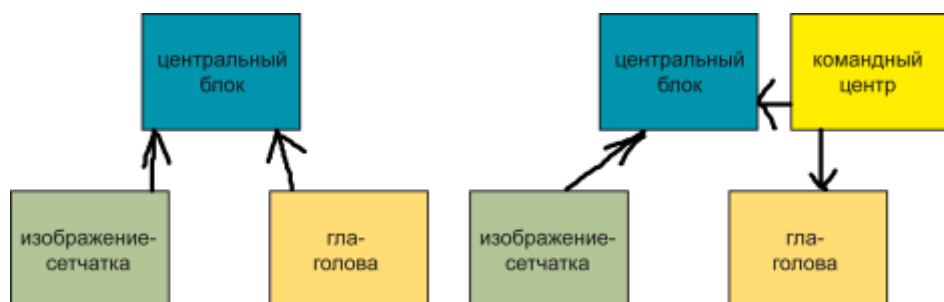 центральный
блок
центральный
блок
командный
центр
изображение-
сетчатка
гла-
голова
изображение-
сетчатка
гла-
голова